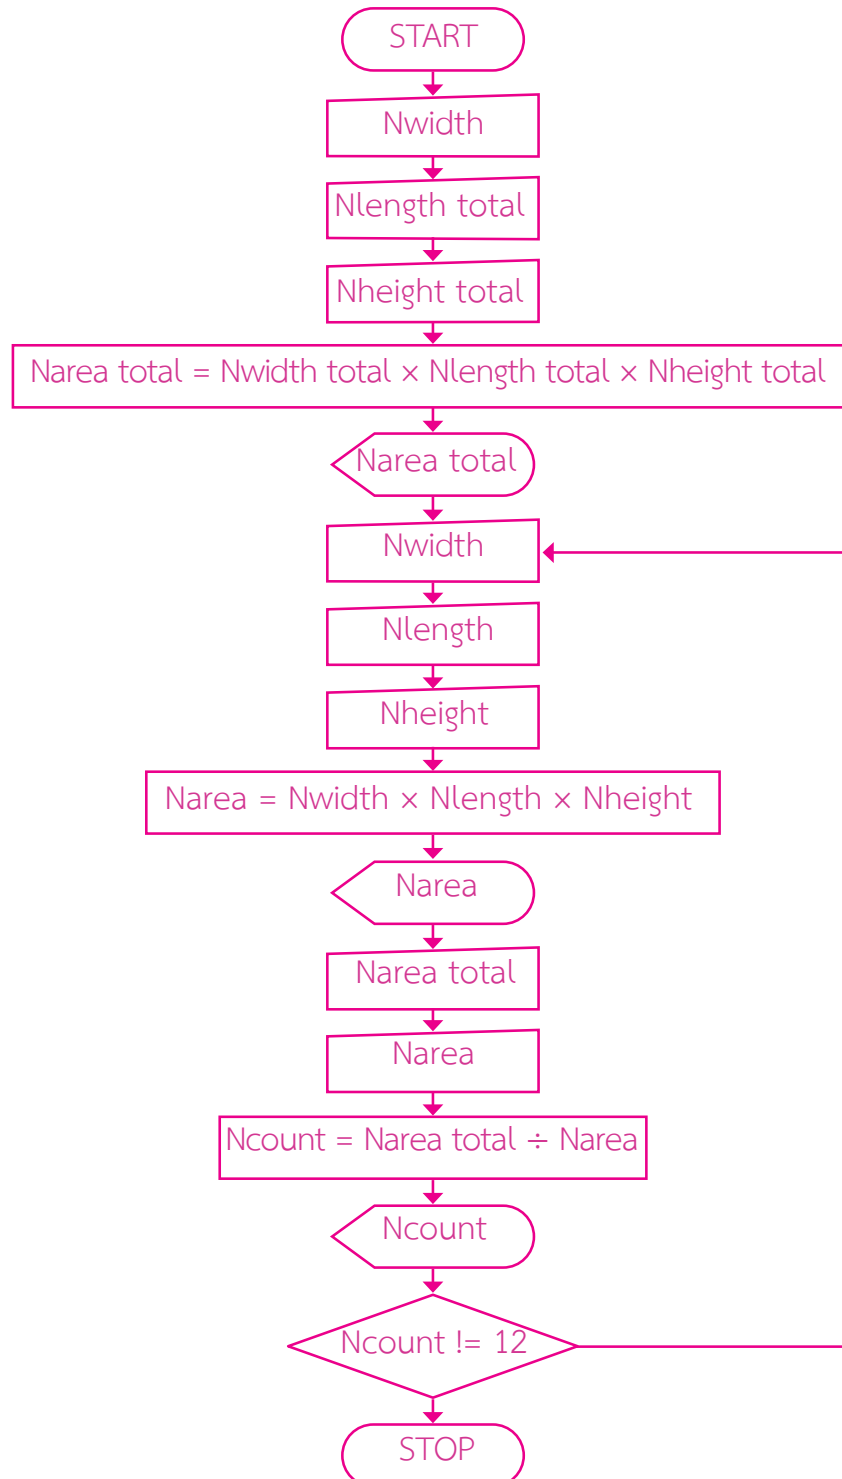 START
Nwidth
Nlength total
Nheight total
Narea total = Nwidth total × Nlength total × Nheight total
Narea total
Nwidth
Nlength
Nheight
Narea = Nwidth × Nlength × Nheight
Narea
Narea total
Narea
Ncount = Narea total ÷ Narea
Ncount
Ncount != 12
STOP